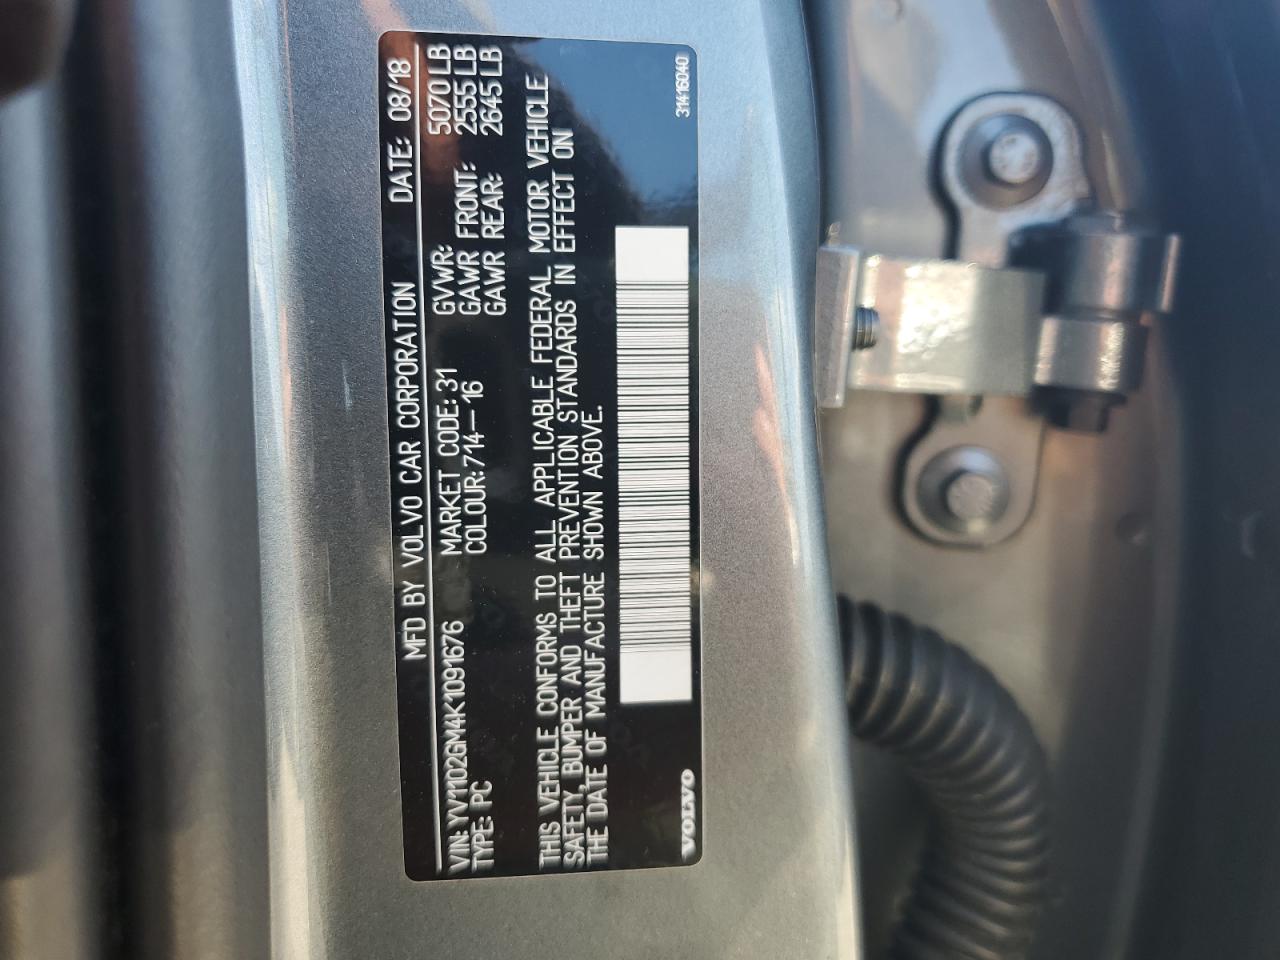 MFD BY VOLVO CAR CORPORATION DATE: 08/18
VIN: YV1102GM4K1091676 MARKET CODE: 31 GVWR: 5070 LB
TYPE: PC COLOUR: 714-16 GAWR FRONT: 2555 LB
GAWR REAR: 2645 LB
THIS VEHICLE CONFORMS TO ALL APPLICABLE FEDERAL MOTOR VEHICLE
SAFETY, BUMPER AND THEFT PREVENTION STANDARDS IN EFFECT ON
THE DATE OF MANUFACTURE SHOWN ABOVE.
VOLVO 31416040